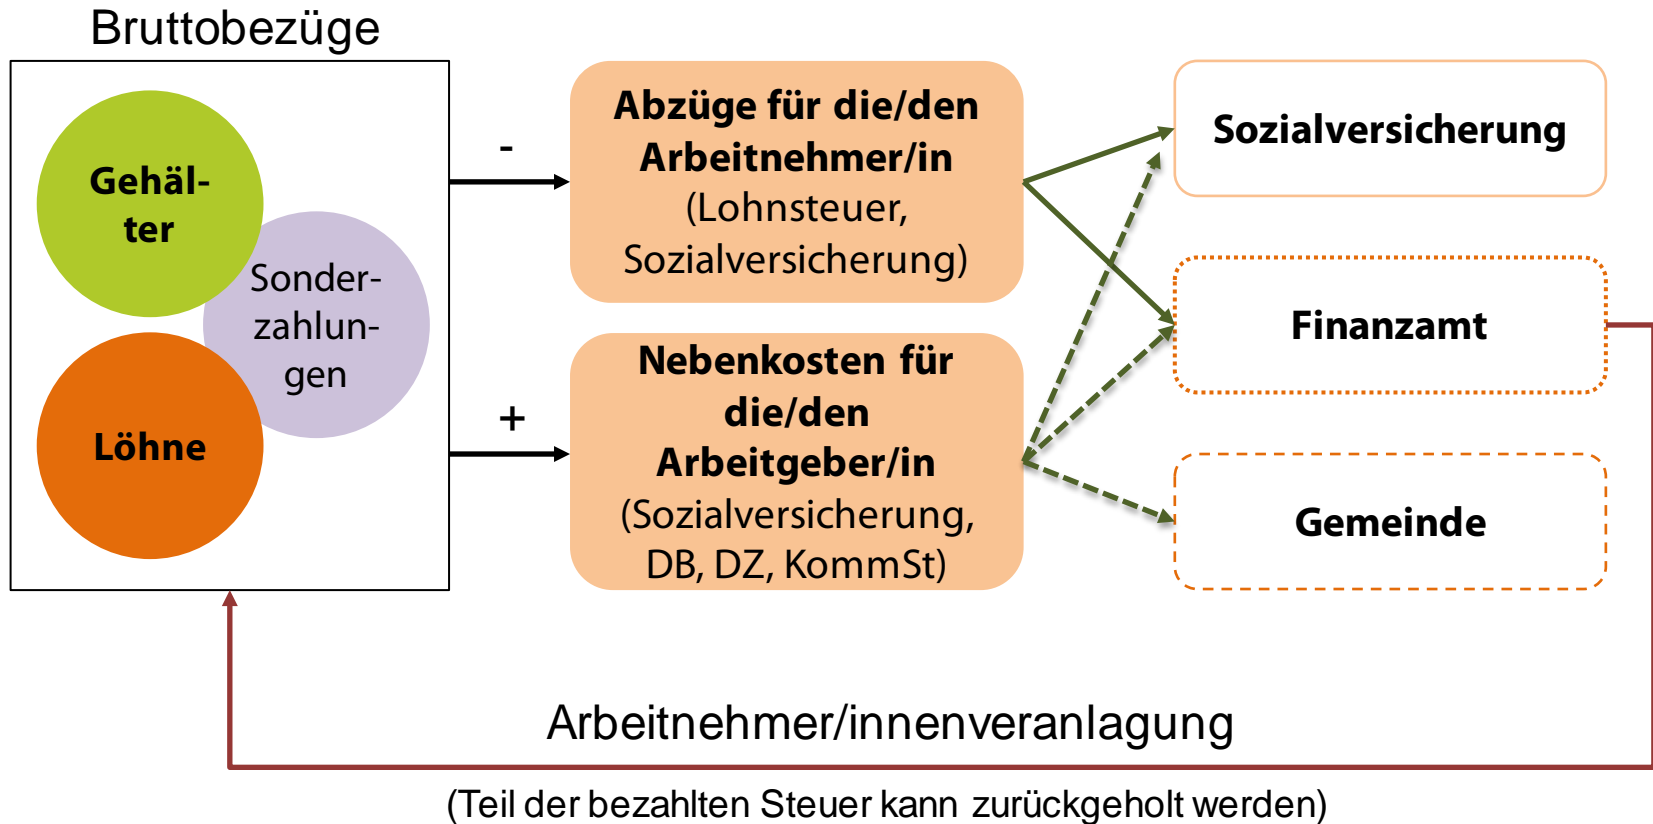 Bruttobezüge
Gehäl-
ter
Sonder-
zahlun-
gen
Löhne
-
+
Abzüge für die/den
Arbeitnehmer/in
(Lohnsteuer,
Sozialversicherung)
Nebenkosten für
die/den
Arbeitgeber/in
(Sozialversicherung,
DB, DZ, KommSt)
Sozialversicherung
Finanzamt
Gemeinde
Arbeitnehmer/innenveranlagung
(Teil der bezahlten Steuer kann zurückgeholt werden)